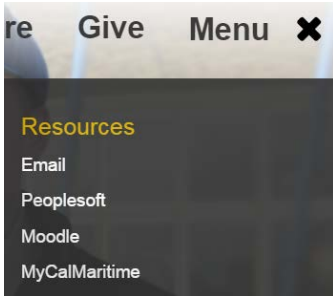 re Give Menu ✖
Resources
Email
Peoplesoft
Moodle
MyCalMaritime